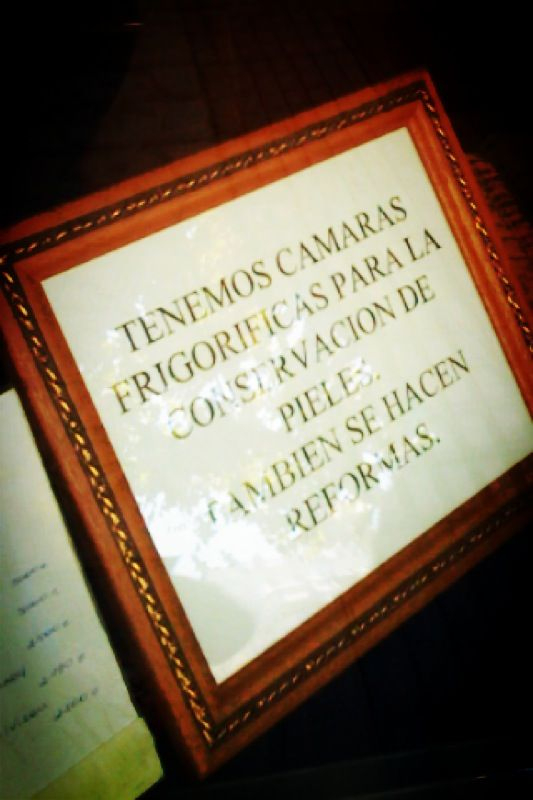 TENEMOS CAMARAS
FRIGORIFICAS PARA LA
CONSERVACION DE
PIELES.
TAMBIEN SE HACEN
REFORMAS.